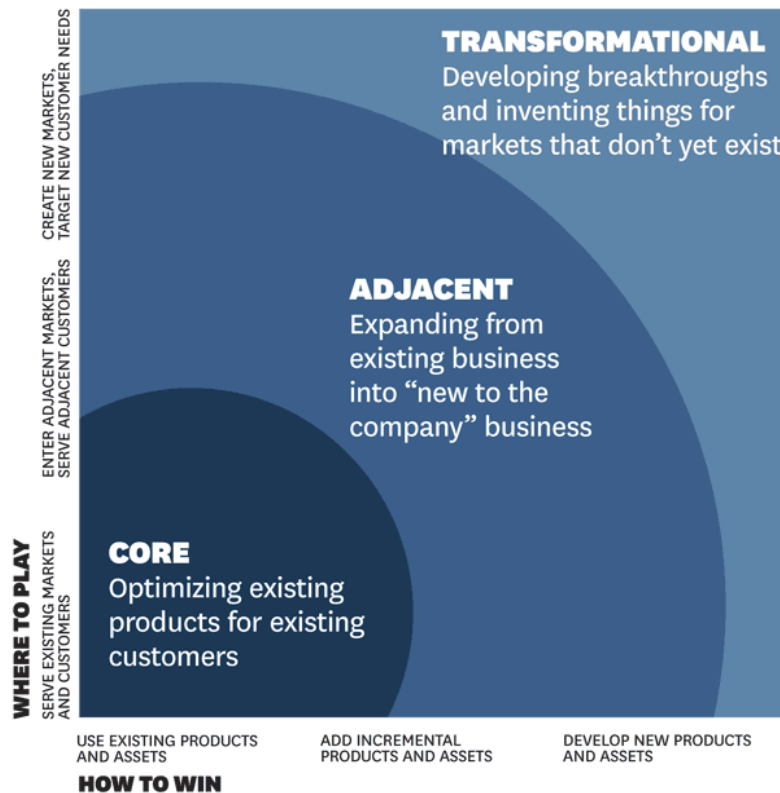 TRANSFORMATIONAL
Developing breakthroughs
and inventing things for
markets that don’t yet exist
ADJACENT
Expanding from
existing business
into “new to the
company” business
CORE
Optimizing existing
products for existing
customers
WHERE TO PLAY
CREATE NEW MARKETS,
TARGET NEW CUSTOMER NEEDS
ENTER ADJACENT MARKETS,
SERVE ADJACENT CUSTOMERS
SERVE EXISTING MARKETS
AND CUSTOMERS
USE EXISTING PRODUCTS
AND ASSETS
ADD INCREMENTAL
PRODUCTS AND ASSETS
DEVELOP NEW PRODUCTS
AND ASSETS
HOW TO WIN